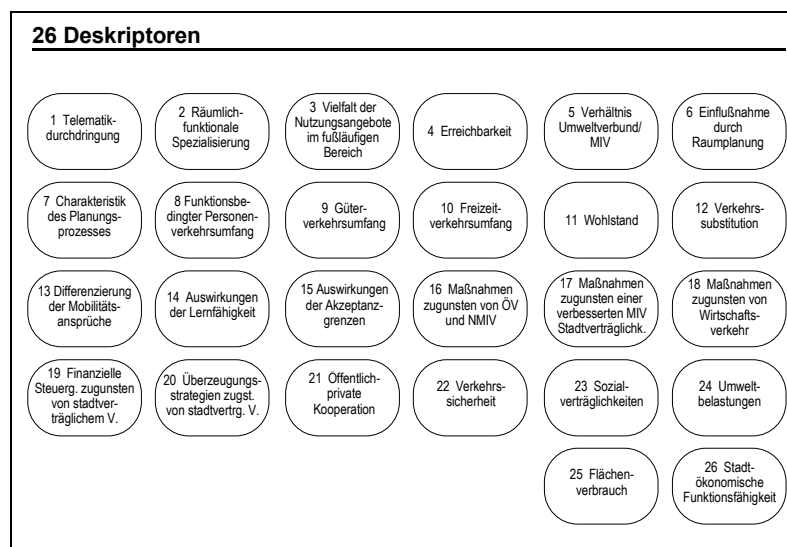 26 Deskriptoren
1 Telematik-
durchdringung
2 Räumlich-
funktionale
Spezialisierung
3 Vielfalt der
Nutzungsangebote
im fußläufigen
Bereich
4 Erreichbarkeit
5 Verhältnis
Umweltverbund/
MIV
6 Einflußnahme
durch
Raumplanung
7 Charakteristik
des Planungs-
prozesses
8 Funktionsbe-
dingter Personen-
verkehrsumfang
9 Güter-
verkehrsumfang
10 Freizeit-
verkehrsumfang
11 Wohlstand
12 Verkehrs-
substitution
13 Differenzierung
der Mobilitäts-
ansprüche
14 Auswirkungen
der Lernfähigkeit
15 Auswirkungen
der Akzeptanz-
grenzen
16 Maßnahmen
zugunsten von ÖV
und NMIV
17 Maßnahmen
zugunsten einer
verbesserten MIV
Stadtverträglichk.
18 Maßnahmen
zugunsten von
Wirtschafts-
verkehr
19 Finanzielle
Steuerg. zugunsten
von stadtver-
träglichem V.
20 Überzeugungs-
strategien zugst.
von stadtvertrg. V.
21 Öffentlich-
private
Kooperation
22 Verkehrs-
sicherheit
23 Sozial-
verträglichkeiten
24 Umwelt-
belastungen
25 Flächen-
verbrauch
26 Stadt-
ökonomische
Funktionsfähigkeit